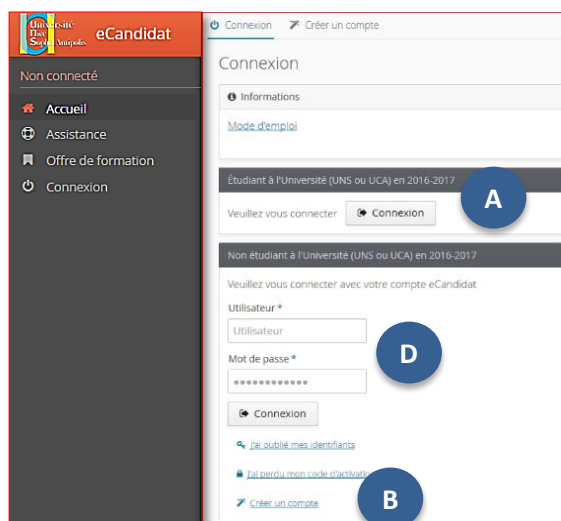 Université
Nice
Sophia Antipolis
eCandidat
Non connecté
Accueil
Assistance
Offre de formation
Connexion
Connexion
Créer un compte
Connexion
Informations
Mode d'emploi
Étudiant à l'Université (UNS ou UCA) en 2016-2017
A
Veuillez vous connecter
Connexion
Non étudiant à l'Université (UNS ou UCA) en 2016-2017
Veuillez vous connecter avec votre compte eCandidat
Utilisateur *
Utilisateur
D
Mot de passe *
Connexion
J'ai oublié mes identifiants
J'ai perdu mon code d'activation
B
Créer un compte